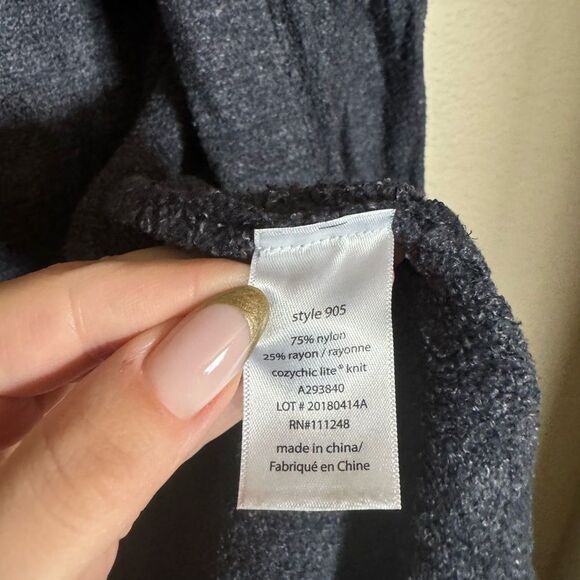 style 905
75% nylon
25% rayon / rayonne
cozychic lite® knit
A293840
LOT # 20180414A
RN#111248
made in china/
Fabriqué en Chine